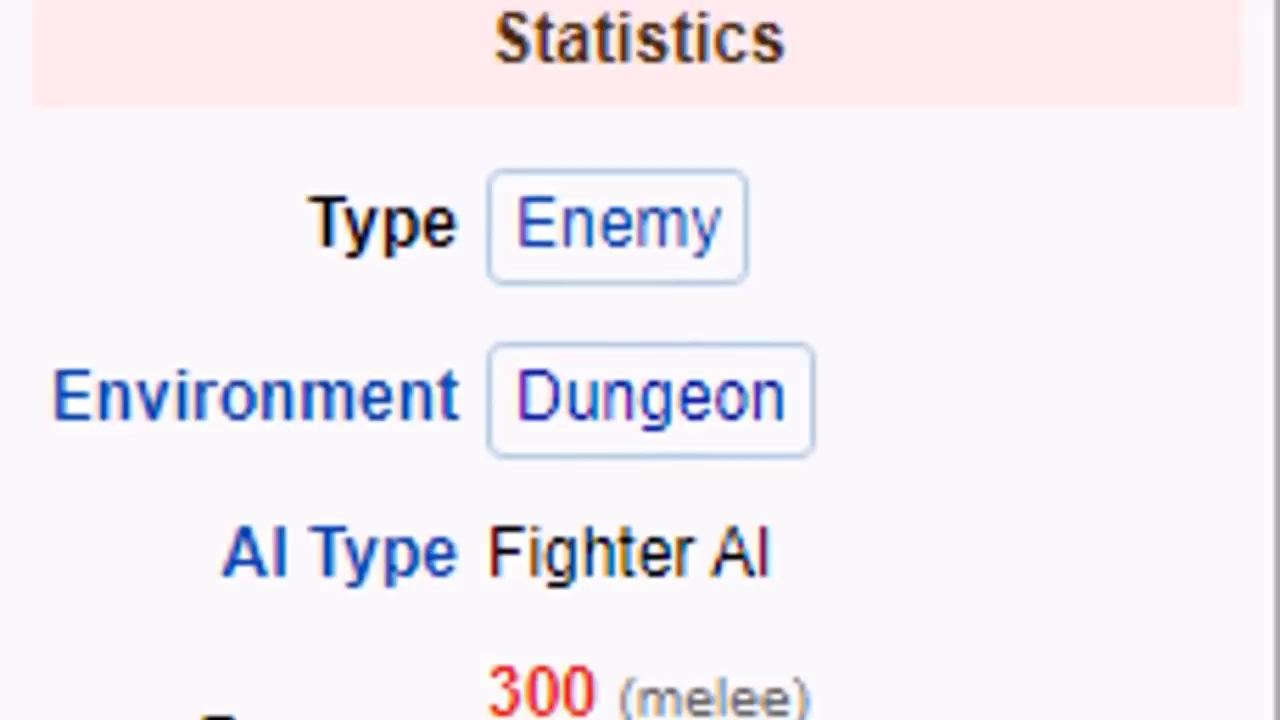 Statistics
Type Enemy
Environment Dungeon
AI Type Fighter AI
300 (melee)